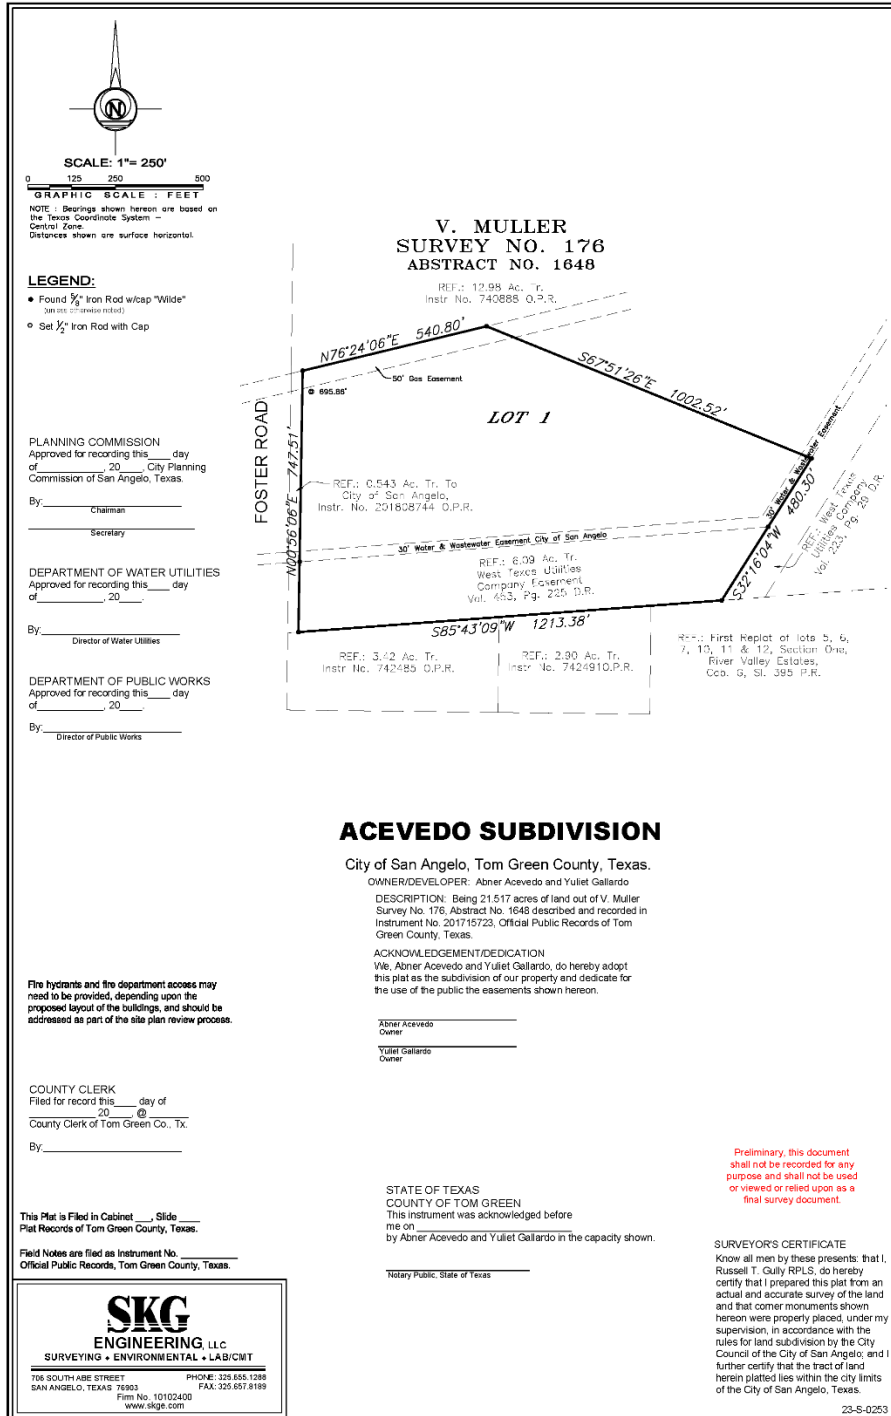 N
SCALE: 1"= 250'
0 125 250 500
GRAPHIC SCALE : FEET
NOTE : Bearings shown hereon are based on
the Texas Coordinate System –
Central Zone.
Distances shown are surface horizontal.
LEGEND:
Found 5/8" Iron Rod w/cap "Wilde"
(unless otherwise noted)
Set 1/2" Iron Rod with Cap
V. MULLER
SURVEY NO. 176
ABSTRACT NO. 1648
REF.: 12.98 Ac. Tr.
Instr No. 740888 O.P.R.
N76°24'06"E 540.80'
S67°51'26"E 1002.52'
50' Gas Easement
@ 695.88'
LOT 1
FOSTER ROAD
N00°56'06"E 747.51'
REF.: 0.543 Ac. Tr. To
City of San Angelo,
Instr. No. 201808744 O.P.R.
30' Water & Wastewater Easement
S32°16'04"W 480.30'
REF.: West Texas
Utilities Company
Vol. 223, Pg. 29 D.R.
30' Water & Wastewater Easement City of San Angelo
REF.: 6.09 Ac. Tr.
West Texas Utilities
Company Easement
Vol. 453, Pg. 225 D.R.
S85°43'09"W 1213.38'
REF.: 3.42 Ac. Tr.
Instr No. 742485 O.P.R.
REF.: 2.90 Ac. Tr.
Instr No. 742491O.P.R.
REF.: First Replat of lots 5, 6,
7, 10, 11 & 12, Section One,
River Valley Estates,
Cab. G, Sl. 395 P.R.
PLANNING COMMISSION
Approved for recording this____ day
of___________, 20____, City Planning
Commission of San Angelo, Texas.
By:______________________
Chairman
Secretary
DEPARTMENT OF WATER UTILITIES
Approved for recording this____ day
of___________, 20____.
By:______________________
Director of Water Utilities
DEPARTMENT OF PUBLIC WORKS
Approved for recording this____ day
of___________, 20____.
By:______________________
Director of Public Works
ACEVEDO SUBDIVISION
City of San Angelo, Tom Green County, Texas.
OWNER/DEVELOPER: Abner Acevedo and Yuliet Gallardo
DESCRIPTION: Being 21.517 acres of land out of V. Muller
Survey No. 176, Abstract No. 1648 described and recorded in
Instrument No. 201715723, Official Public Records of Tom
Green County, Texas.
ACKNOWLEDGEMENT/DEDICATION
We, Abner Acevedo and Yuliet Gallardo, do hereby adopt
this plat as the subdivision of our property and dedicate for
the use of the public the easements shown hereon.
Abner Acevedo
Owner
Yuliet Gallardo
Owner
Fire hydrants and fire department access may
need to be provided, depending upon the
proposed layout of the buildings, and should be
addressed as part of the site plan review process.
COUNTY CLERK
Filed for record this____ day of
___________ 20____, @ _______
County Clerk of Tom Green Co., Tx.
By:______________________
STATE OF TEXAS
COUNTY OF TOM GREEN
This instrument was acknowledged before
me on ______________________
by Abner Acevedo and Yuliet Gallardo in the capacity shown.
Notary Public, State of Texas
This Plat is Filed in Cabinet ___, Slide ____
Plat Records of Tom Green County, Texas.
Field Notes are filed as Instrument No. _________
Official Public Records, Tom Green County, Texas.
Preliminary, this document
shall not be recorded for any
purpose and shall not be used
or viewed or relied upon as a
final survey document.
SURVEYOR'S CERTIFICATE
Know all men by these presents: that I,
Russell T. Gully RPLS, do hereby
certify that I prepared this plat from an
actual and accurate survey of the land
and that corner monuments shown
hereon were properly placed, under my
supervision, in accordance with the
rules for land subdivision by the City
Council of the City of San Angelo; and I
further certify that the tract of land
herein platted lies within the city limits
of the City of San Angelo, Texas.
SKG
ENGINEERING, LLC
SURVEYING ♦ ENVIRONMENTAL ♦ LAB/CMT
706 SOUTH ABE STREET PHONE: 325.655.1288
SAN ANGELO, TEXAS 76903 FAX: 325.657.8189
Firm No. 10102400
www.skge.com
23-S-0253